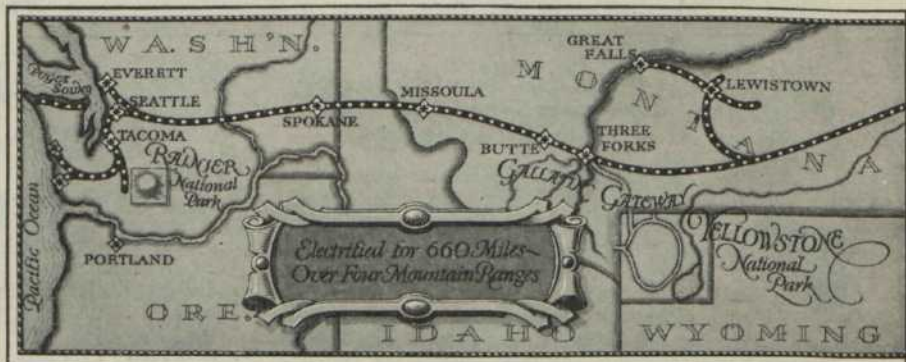 WASH'N.
PUGET
SOUND
EVERETT
SEATTLE
TACOMA
RAINIER
National
Park
SPOKANE
MISSOULA
GREAT
FALLS
LEWISTOWN
MONTANA
BUTTE
THREE
FORKS
GALLATIN
GATEWAY
YELLOWSTONE
National
Park
Pacific Ocean
PORTLAND
Electrified for 660 Miles~
Over Four Mountain Ranges
ORE.
IDAHO
WYOMING